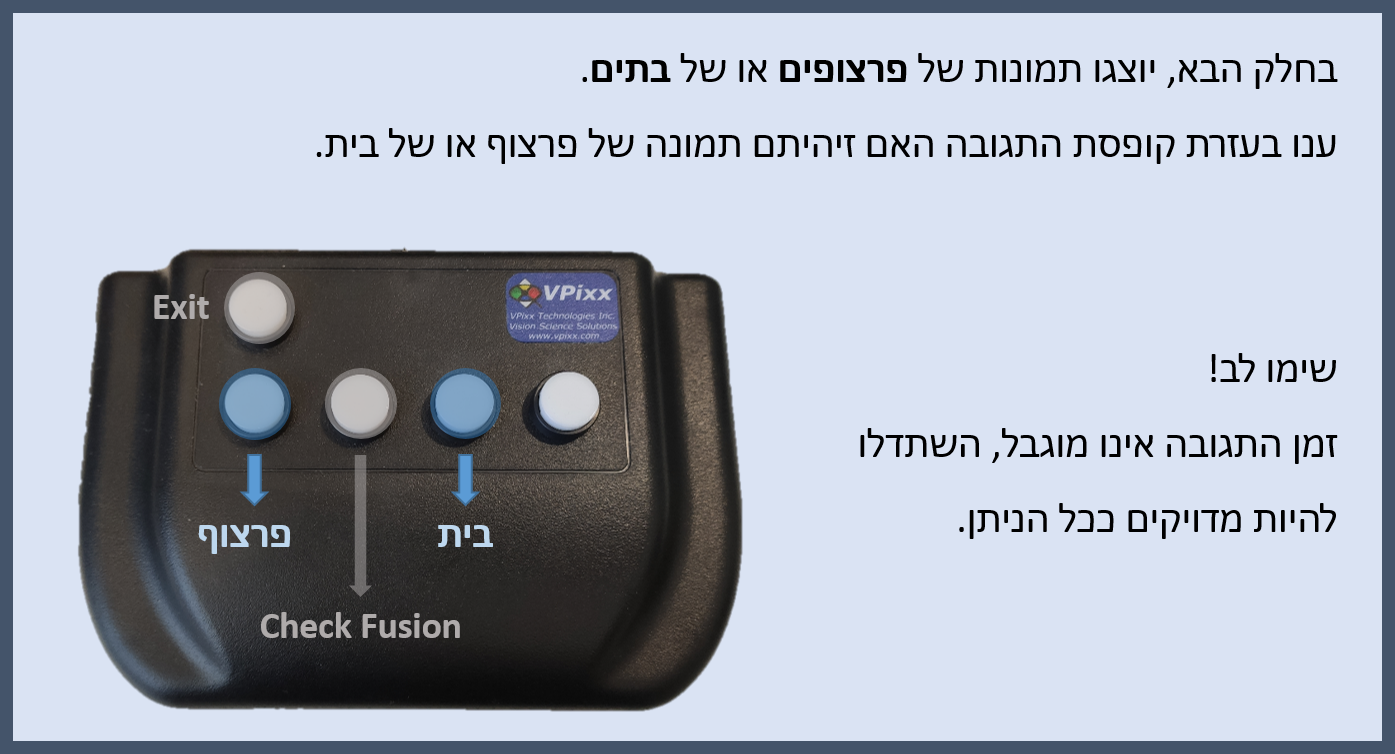 בחלק הבא, יוצגו תמונות של פרצופים או של בתים.
ענו בעזרת קופסת התגובה האם זיהיתם תמונה של פרצוף או של בית.
שימו לב!
זמן התגובה אינו מוגבל, השתדלו
להיות מדויקים ככל הניתן.
Exit
VPixx
VPixx Technologies Inc.
Vision Science Solutions
www.vpixx.com
פרצוף
בית
Check Fusion